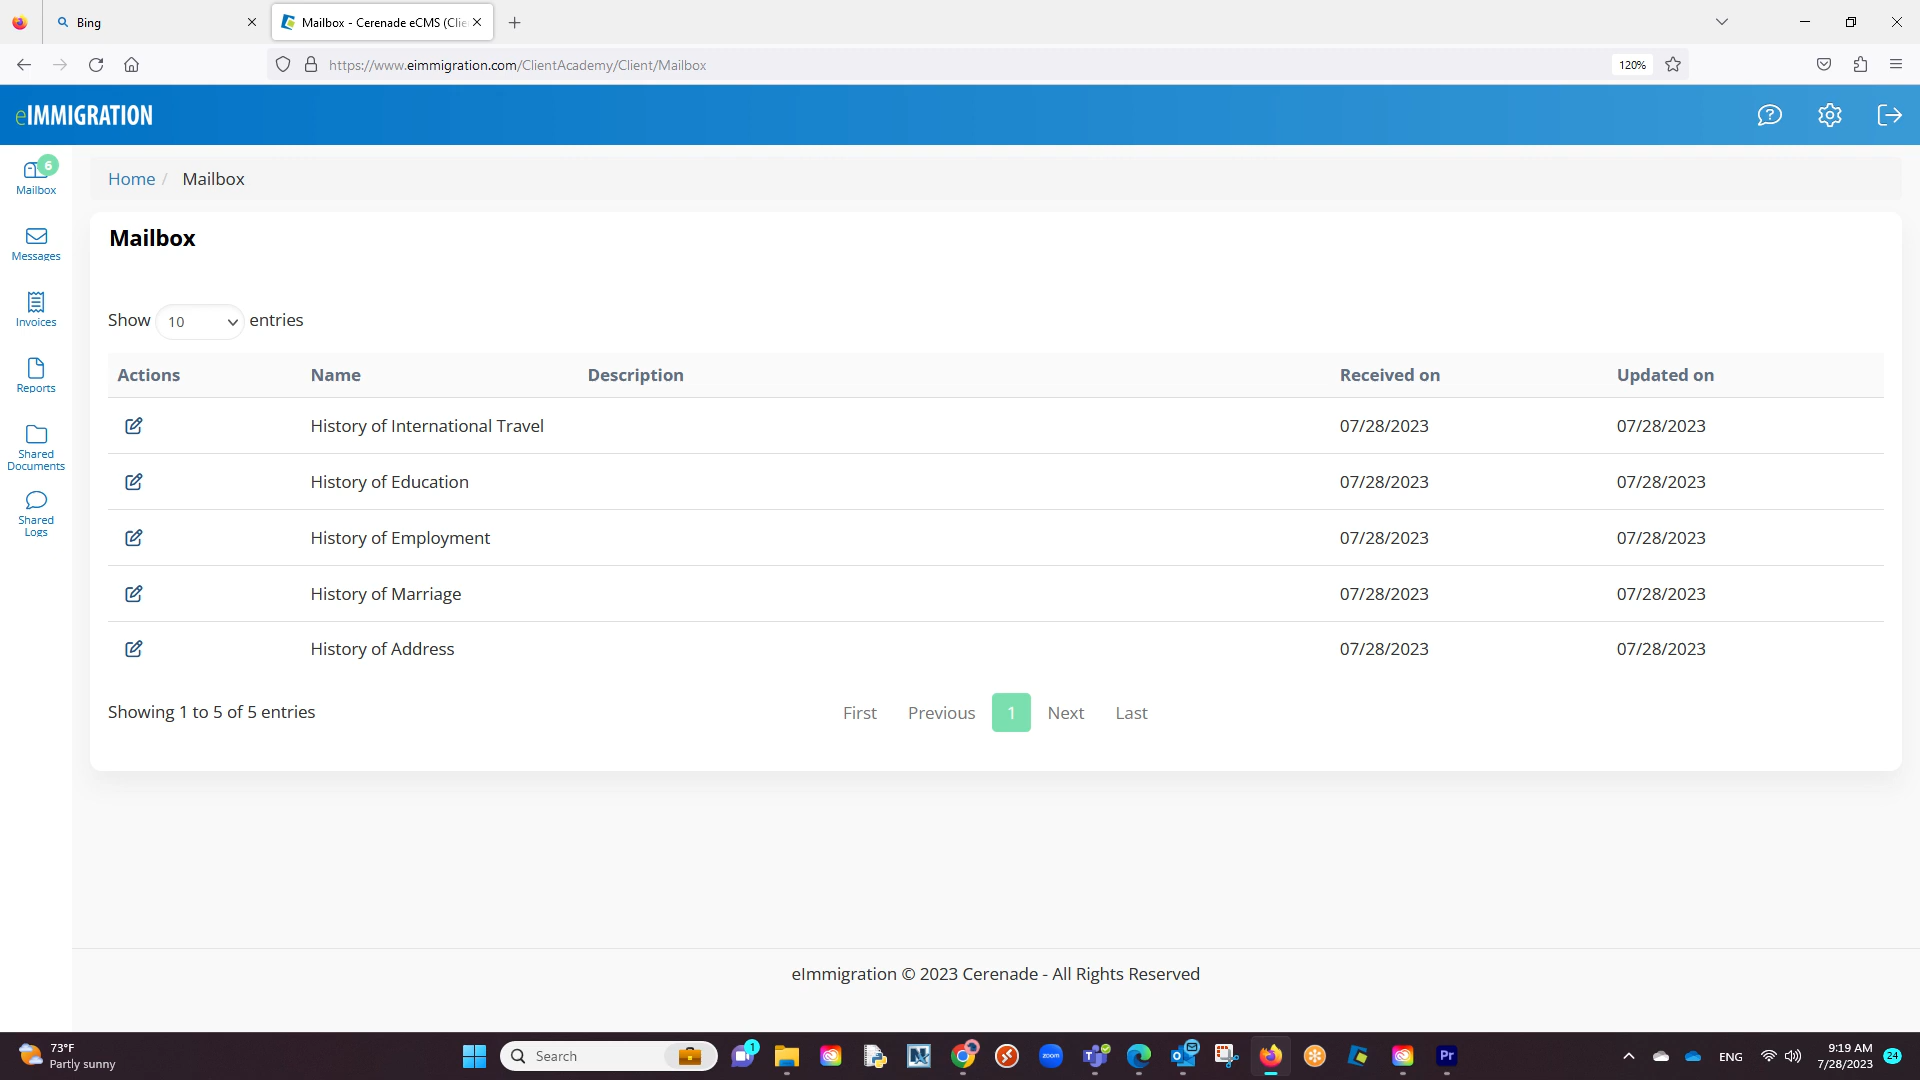 Bing
Mailbox - Cerenade eCMS (Clie
https://www.eimmigration.com/ClientAcademy/Client/Mailbox
120%
eIMMIGRATION
6
Mailbox
Messages
Invoices
Reports
Shared
Documents
Shared
Logs
Home / Mailbox
Mailbox
Show 10 entries
Actions Name Description Received on Updated on
History of International Travel 07/28/2023 07/28/2023
History of Education 07/28/2023 07/28/2023
History of Employment 07/28/2023 07/28/2023
History of Marriage 07/28/2023 07/28/2023
History of Address 07/28/2023 07/28/2023
Showing 1 to 5 of 5 entries
First Previous 1 Next Last
eImmigration © 2023 Cerenade - All Rights Reserved
73°F
Partly sunny
Search
1
zoom
Pr
ENG
9:19 AM
7/28/2023
24